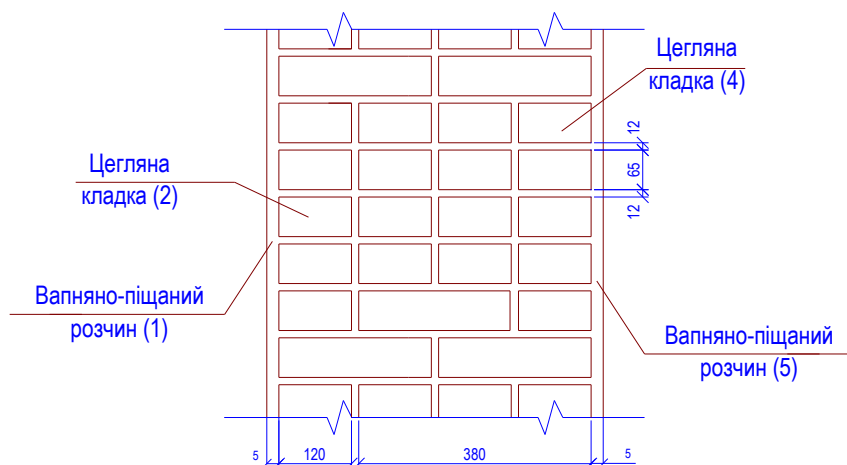 Цегляна
кладка (4)
12
65
12
Цегляна
кладка (2)
Вапняно-піщаний
розчин (1)
Вапняно-піщаний
розчин (5)
5
120
380
5